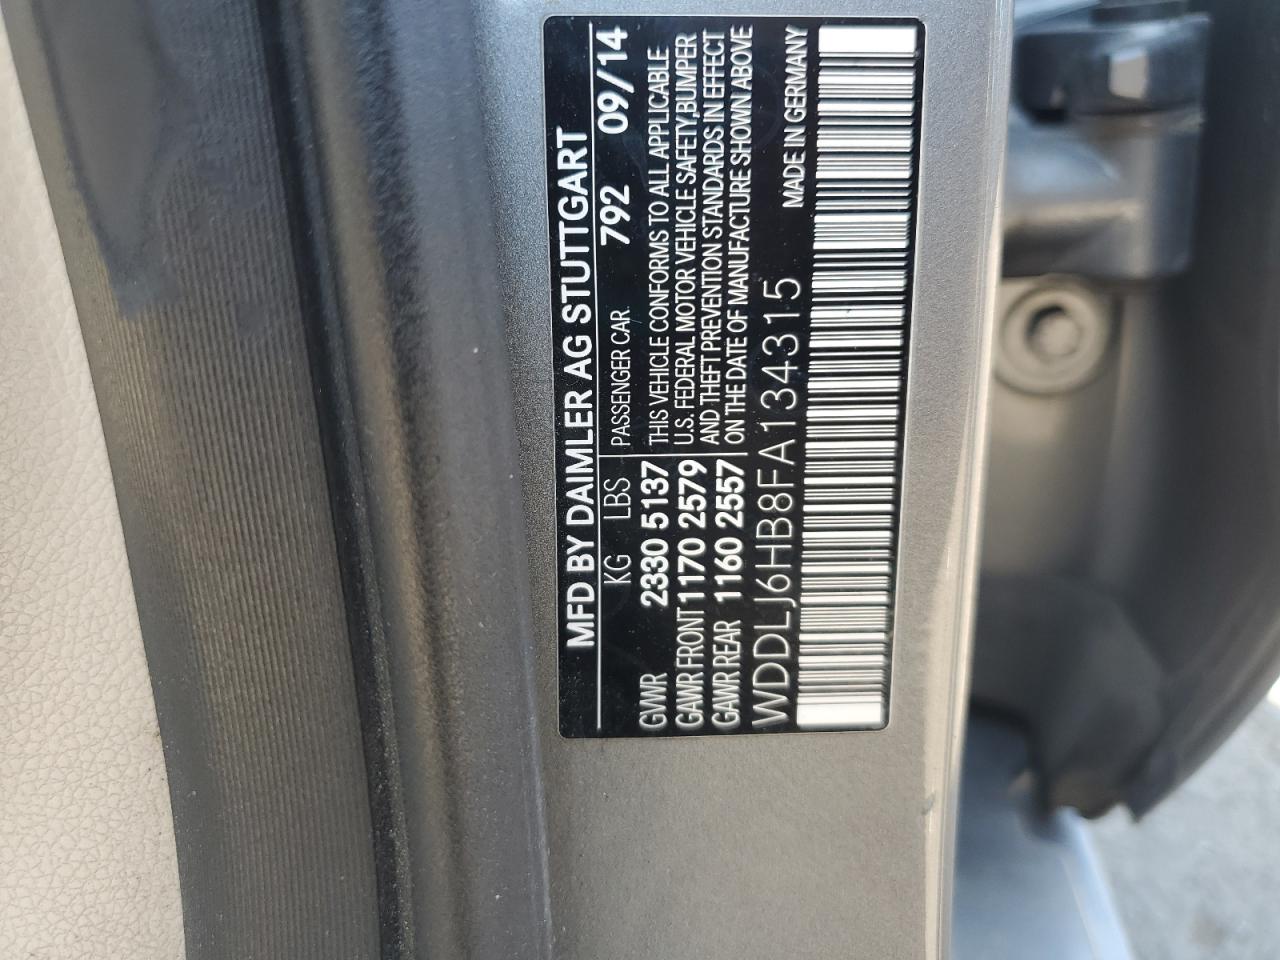 MFD BY DAIMLER AG STUTTGART
KG LBS PASSENGER CAR 792 09/14
GVWR 2330 5137
GAWR FRONT 1170 2579
GAWR REAR 1160 2557
THIS VEHICLE CONFORMS TO ALL APPLICABLE
U.S. FEDERAL MOTOR VEHICLE SAFETY,BUMPER
AND THEFT PREVENTION STANDARDS IN EFFECT
ON THE DATE OF MANUFACTURE SHOWN ABOVE
WDDLJ6HB8FA134315 MADE IN GERMANY